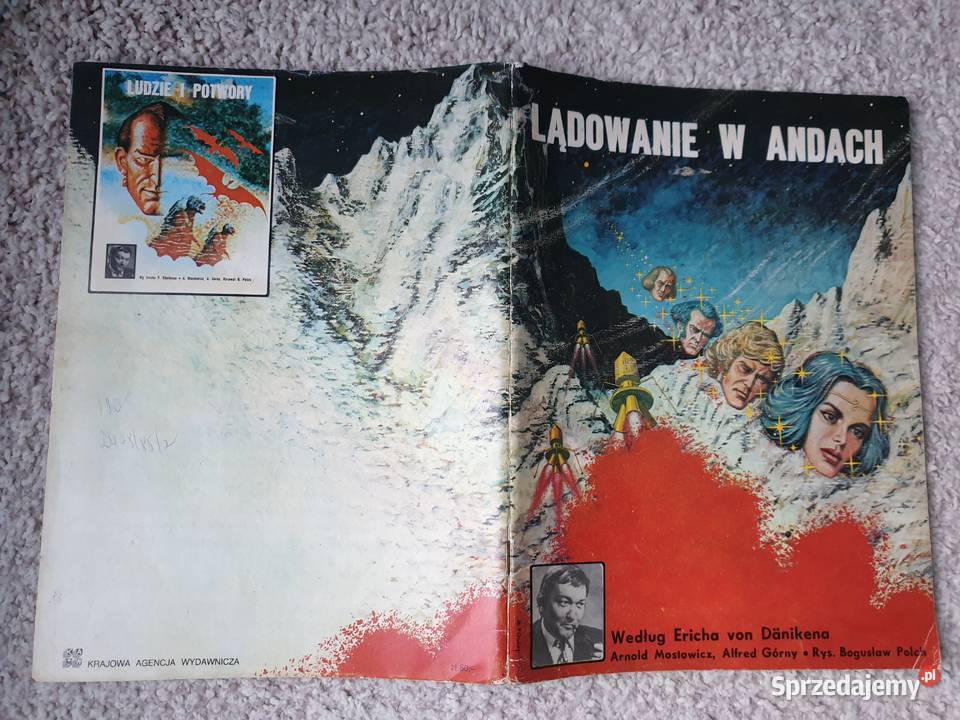 LUDZIE I POTWORY
KRAJOWA AGENCJA WYDAWNICZA
LĄDOWANIE W ANDACH
Według Ericha von Dänikena
Arnold Mostowicz, Alfred Górny • Rys. Bogusław Polch
Sprzedajemy.pl